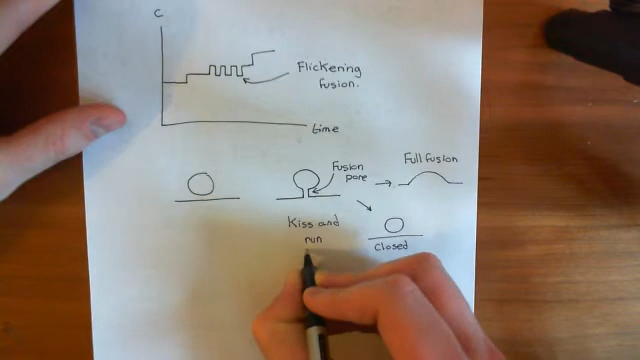 C
Flickering
fusion.
time
Fusion
pore
Full fusion
Kiss and
run
Closed